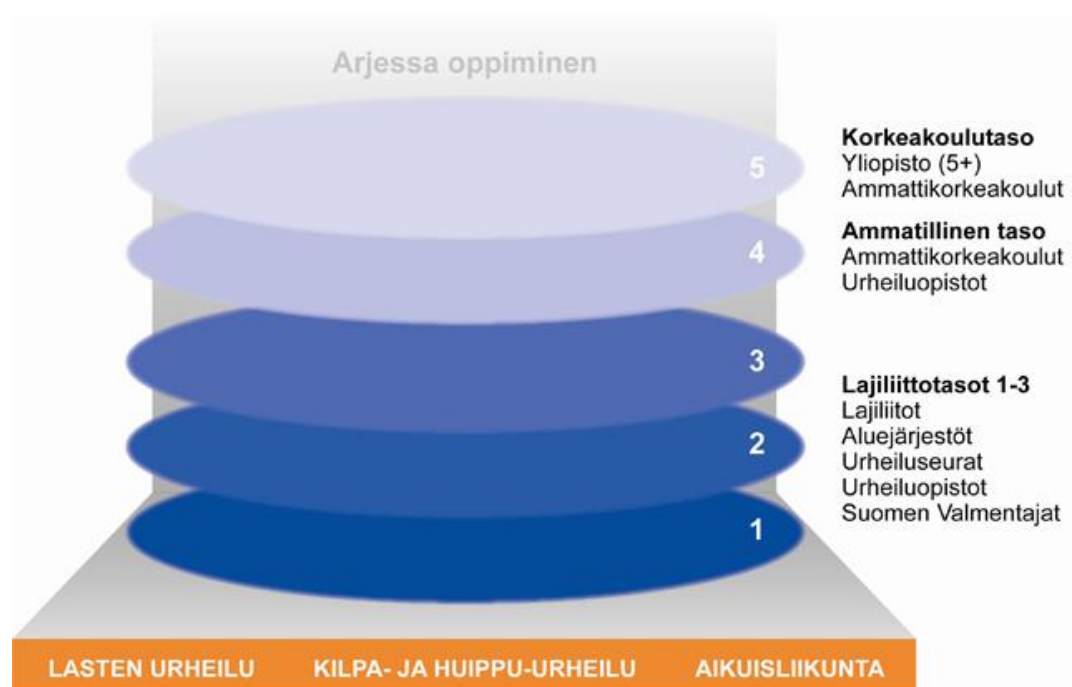 Arjessa oppiminen
5
Korkeakoulutaso
Yliopisto (5+)
Ammattikorkeakoulut
4
Ammatillinen taso
Ammattikorkeakoulut
Urheiluopistot
3
2
1
Lajiliittotasot 1-3
Lajiliitot
Aluejärjestöt
Urheiluseurat
Urheiluopistot
Suomen Valmentajat
LASTEN URHEILU KILPA- JA HUIPPU-URHEILU AIKUISLIIKUNTA